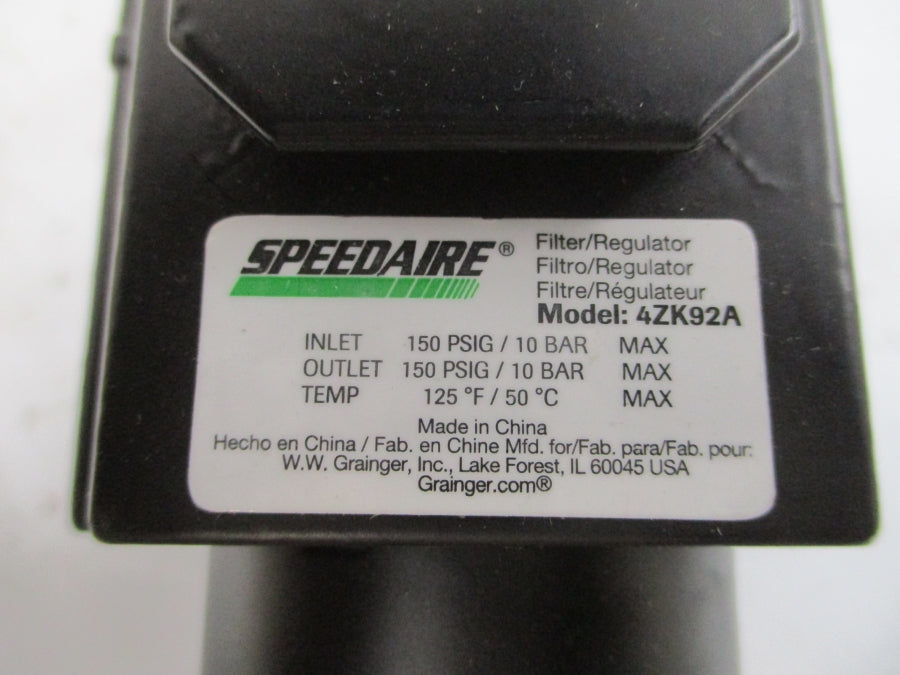 SPEEDAIRE®
Filter/Regulator
Filtro/Regulator
Filtre/Régulateur
Model: 4ZK92A
INLET 150 PSIG / 10 BAR MAX
OUTLET 150 PSIG / 10 BAR MAX
TEMP 125 °F / 50 °C MAX
Made in China
Hecho en China / Fab. en Chine Mfd. for/Fab. para/Fab. pour:
W.W. Grainger, Inc., Lake Forest, IL 60045 USA
Grainger.com®